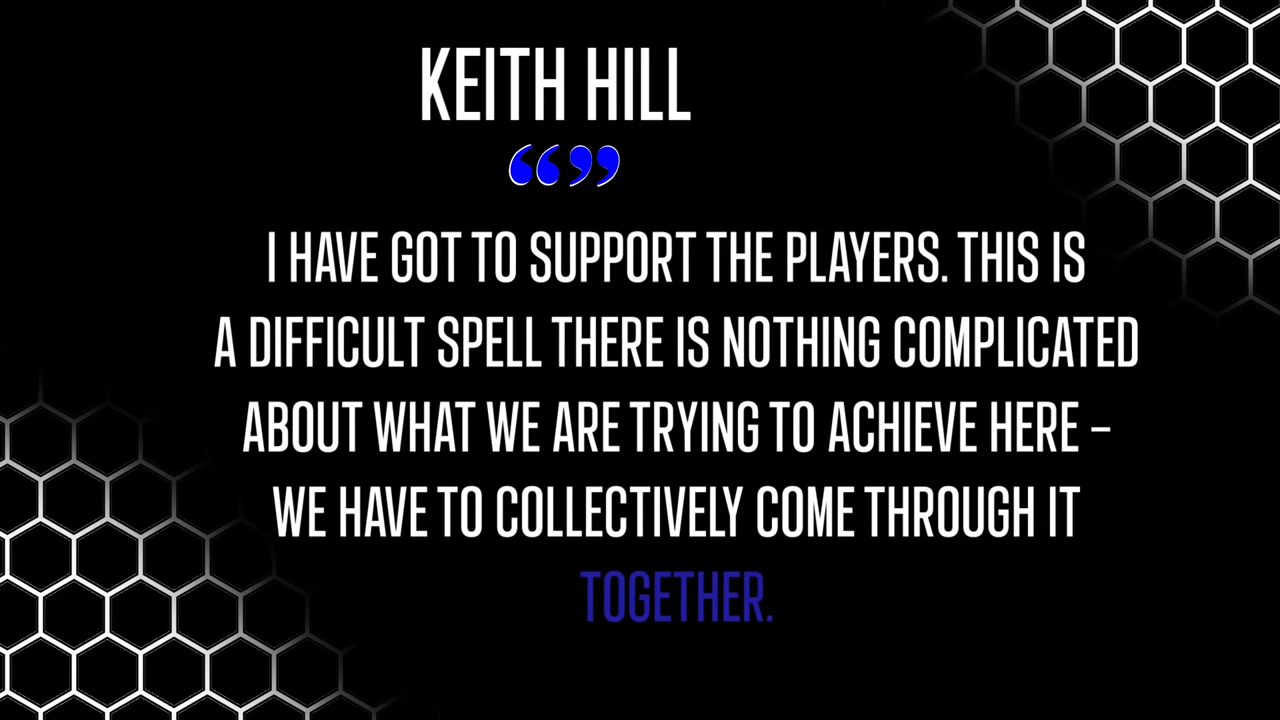 KEITH HILL
“”
I HAVE GOT TO SUPPORT THE PLAYERS. THIS IS
A DIFFICULT SPELL THERE IS NOTHING COMPLICATED
ABOUT WHAT WE ARE TRYING TO ACHIEVE HERE –
WE HAVE TO COLLECTIVELY COME THROUGH IT
TOGETHER.